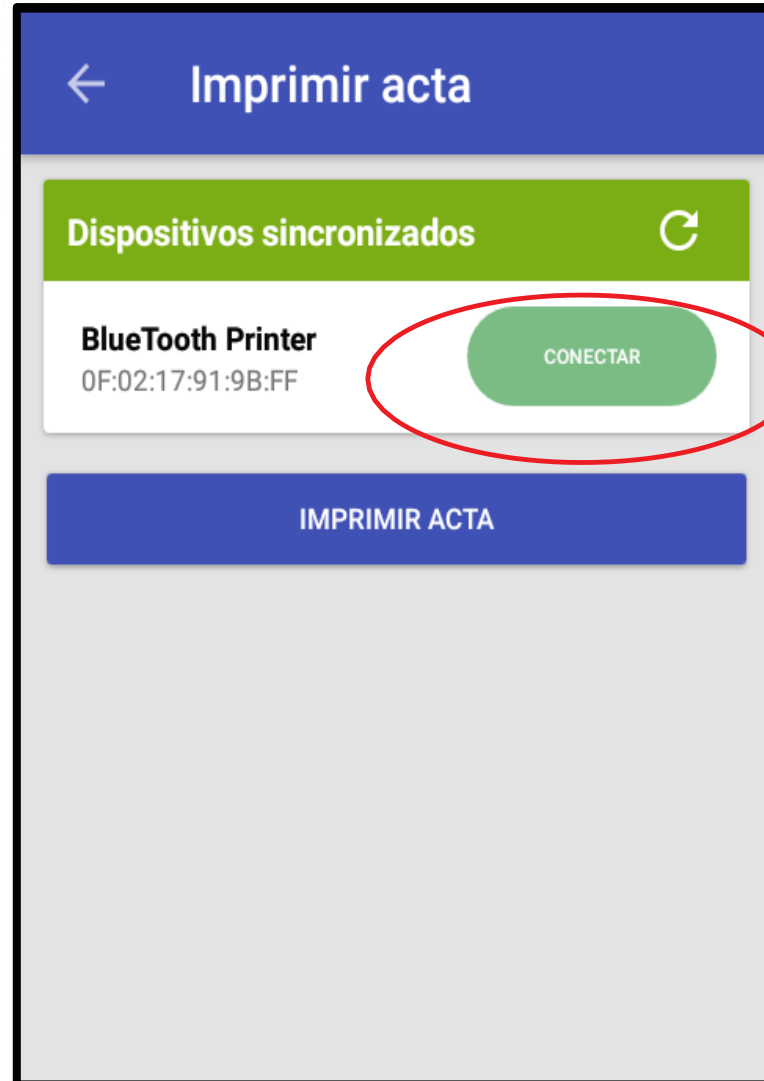 Imprimir acta
Dispositivos sincronizados
BlueTooth Printer
0F:02:17:91:9B:FF
CONECTAR
IMPRIMIR ACTA